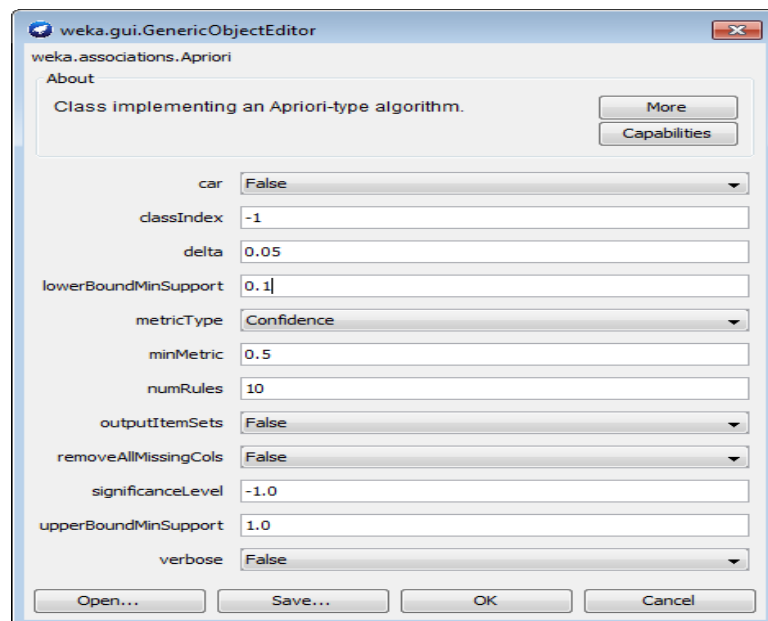 weka.gui.GenericObjectEditor
weka.associations.Apriori
About
Class implementing an Apriori-type algorithm.
More
Capabilities
car False
classIndex -1
delta 0.05
lowerBoundMinSupport 0.1
metricType Confidence
minMetric 0.5
numRules 10
outputItemSets False
removeAllMissingCols False
significanceLevel -1.0
upperBoundMinSupport 1.0
verbose False
Open... Save... OK Cancel